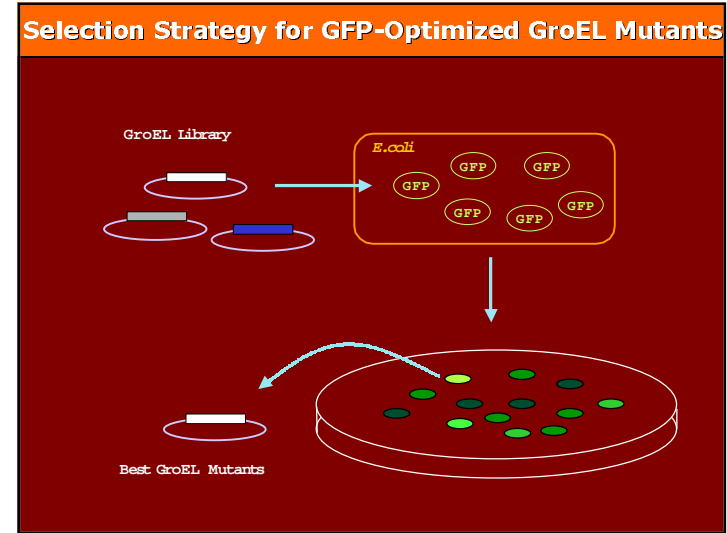 Selection Strategy for GFP-Optimized GroEL Mutants
GroEL Library
E.coli
GFP
GFP
GFP
GFP
GFP
GFP
Best GroEL Mutants